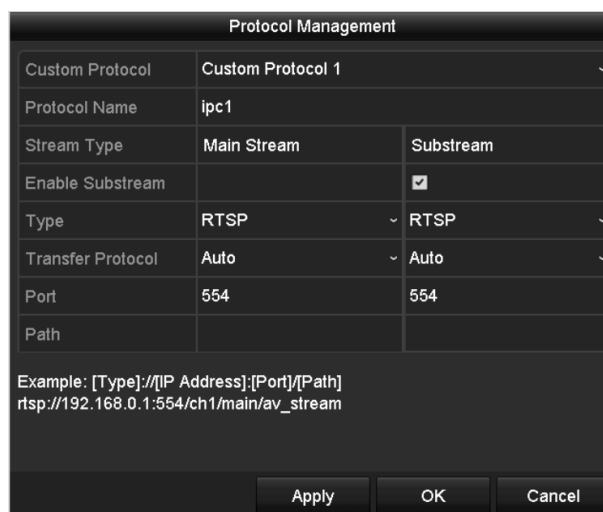 Protocol Management
Custom Protocol Custom Protocol 1
Protocol Name ipc1
Stream Type Main Stream Substream
Enable Substream
Type RTSP RTSP
Transfer Protocol Auto Auto
Port 554 554
Path
Example: [Type]://[IP Address]:[Port]/[Path]
rtsp://192.168.0.1:554/ch1/main/av_stream
Apply OK Cancel